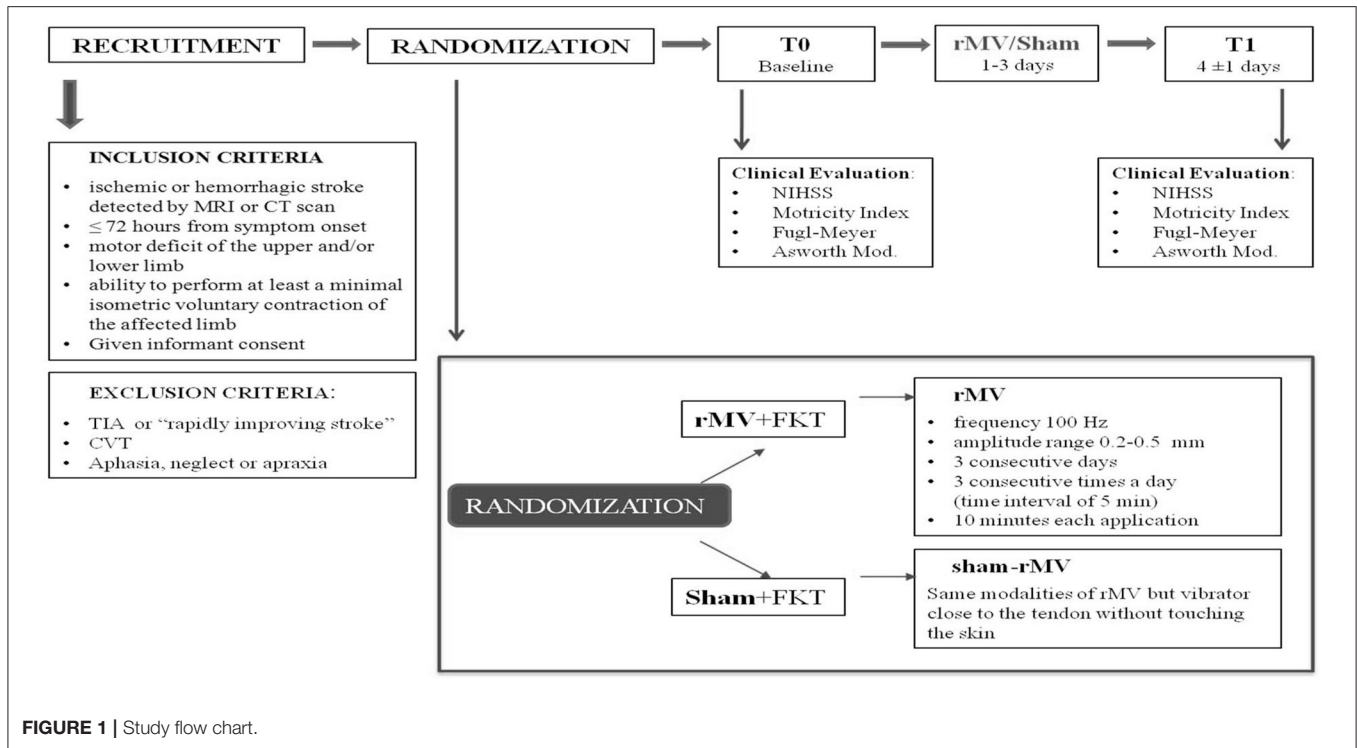 RECRUITMENT
RANDOMIZATION
T0
Baseline
rMV/Sham
1-3 days
T1
4 ±1 days
INCLUSION CRITERIA
• ischemic or hemorrhagic stroke
detected by MRI or CT scan
• ≤ 72 hours from symptom onset
• motor deficit of the upper and/or
lower limb
• ability to perform at least a minimal
isometric voluntary contraction of
the affected limb
• Given informant consent
EXCLUSION CRITERIA:
• TIA or “rapidly improving stroke”
• CVT
• Aphasia, neglect or apraxia
Clinical Evaluation:
• NIHSS
• Motricity Index
• Fugl-Meyer
• Asworth Mod.
Clinical Evaluation:
• NIHSS
• Motricity Index
• Fugl-Meyer
• Asworth Mod.
RANDOMIZATION
rMV+FKT
rMV
• frequency 100 Hz
• amplitude range 0.2-0.5 mm
• 3 consecutive days
• 3 consecutive times a day
(time interval of 5 min)
• 10 minutes each application
Sham+FKT
sham-rMV
Same modalities of rMV but vibrator
close to the tendon without touching
the skin
FIGURE 1 | Study flow chart.